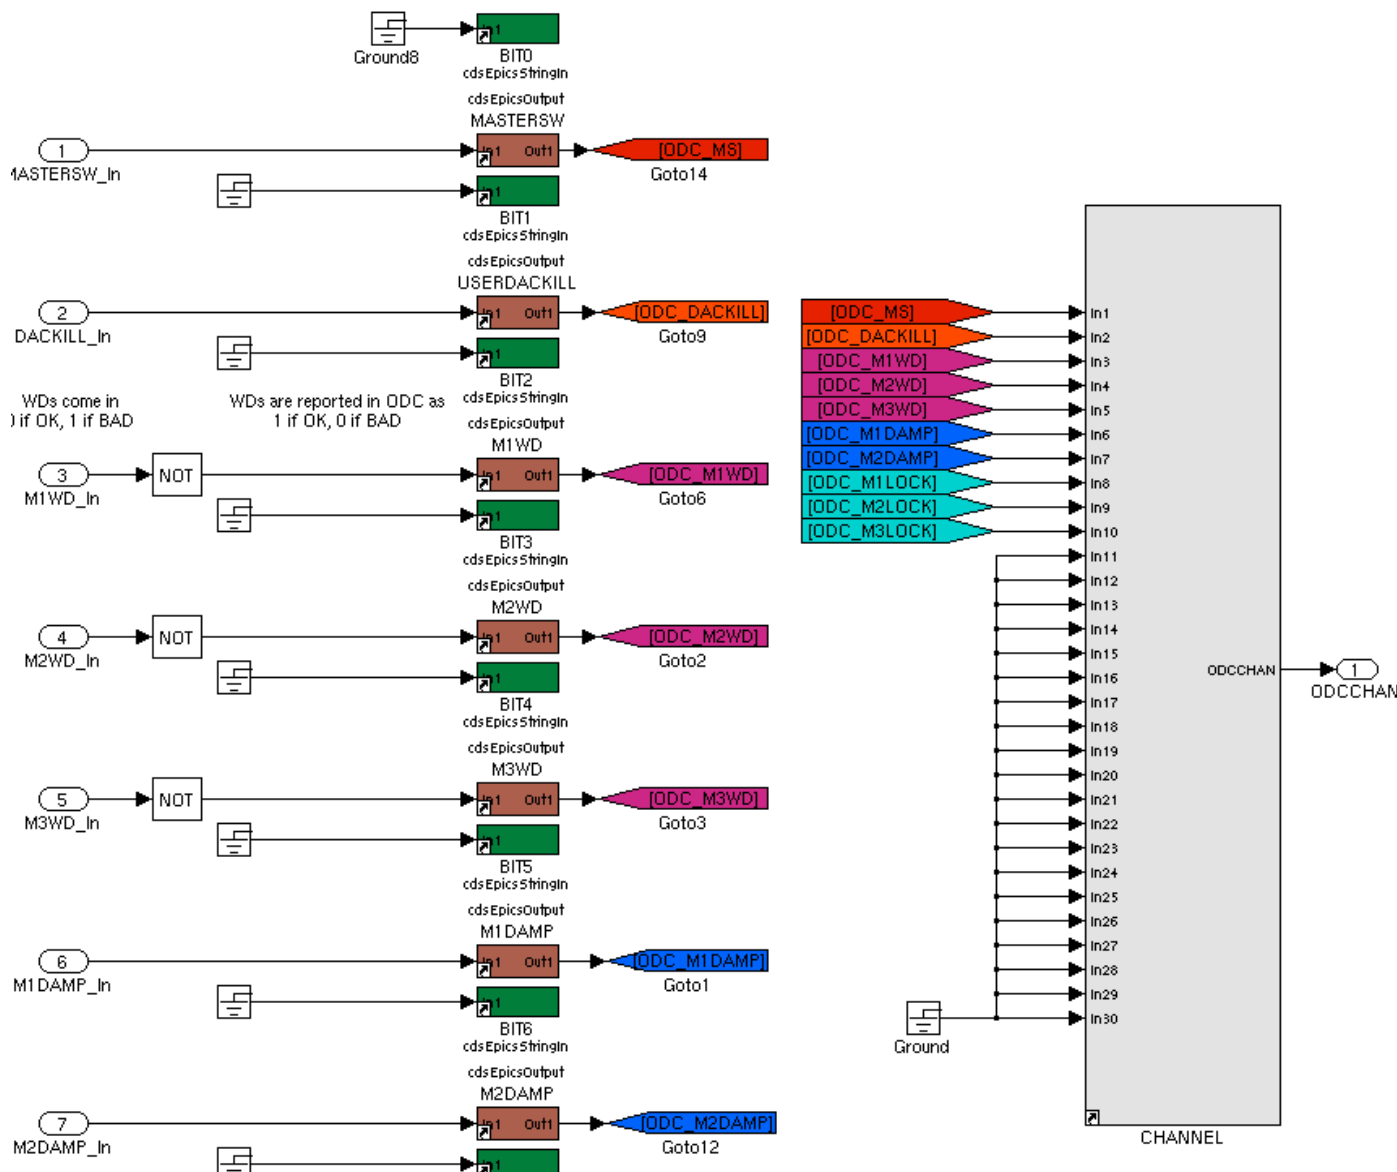 In1
Ground8
BIT0
cdsEpicsStringIn
cdsEpicsOutput
MASTERSW
1
In1 Out1
[ODC_MS]
MASTERSW_In
Goto14
In1
BIT1
cdsEpicsStringIn
cdsEpicsOutput
USERDACKILL
2
In1 Out1
[ODC_DACKILL]
DACKILL_In
Goto9
In1
BIT2
cdsEpicsStringIn
WDs come in
0 if OK, 1 if BAD
WDs are reported in ODC as
1 if OK, 0 if BAD
cdsEpicsOutput
M1WD
3
NOT
In1 Out1
[ODC_M1WD]
M1WD_In
Goto6
In1
BIT3
cdsEpicsStringIn
cdsEpicsOutput
M2WD
4
NOT
In1 Out1
[ODC_M2WD]
M2WD_In
Goto2
In1
BIT4
cdsEpicsStringIn
cdsEpicsOutput
M3WD
5
NOT
In1 Out1
[ODC_M3WD]
M3WD_In
Goto3
In1
BIT5
cdsEpicsStringIn
cdsEpicsOutput
M1DAMP
6
In1 Out1
[ODC_M1DAMP]
M1DAMP_In
Goto1
In1
BIT6
cdsEpicsStringIn
cdsEpicsOutput
M2DAMP
7
In1 Out1
[ODC_M2DAMP]
M2DAMP_In
Goto12
In1
[ODC_MS] In1
[ODC_DACKILL] In2
[ODC_M1WD] In3
[ODC_M2WD] In4
[ODC_M3WD] In5
[ODC_M1DAMP] In6
[ODC_M2DAMP] In7
[ODC_M1LOCK] In8
[ODC_M2LOCK] In9
[ODC_M3LOCK] In10
In11
In12
In13
In14
In15
In16
In17
In18
In19
In20
In21
In22
In23
In24
In25
In26
In27
In28
In29
In30
Ground
ODCCHAN
1
ODCCHAN
CHANNEL